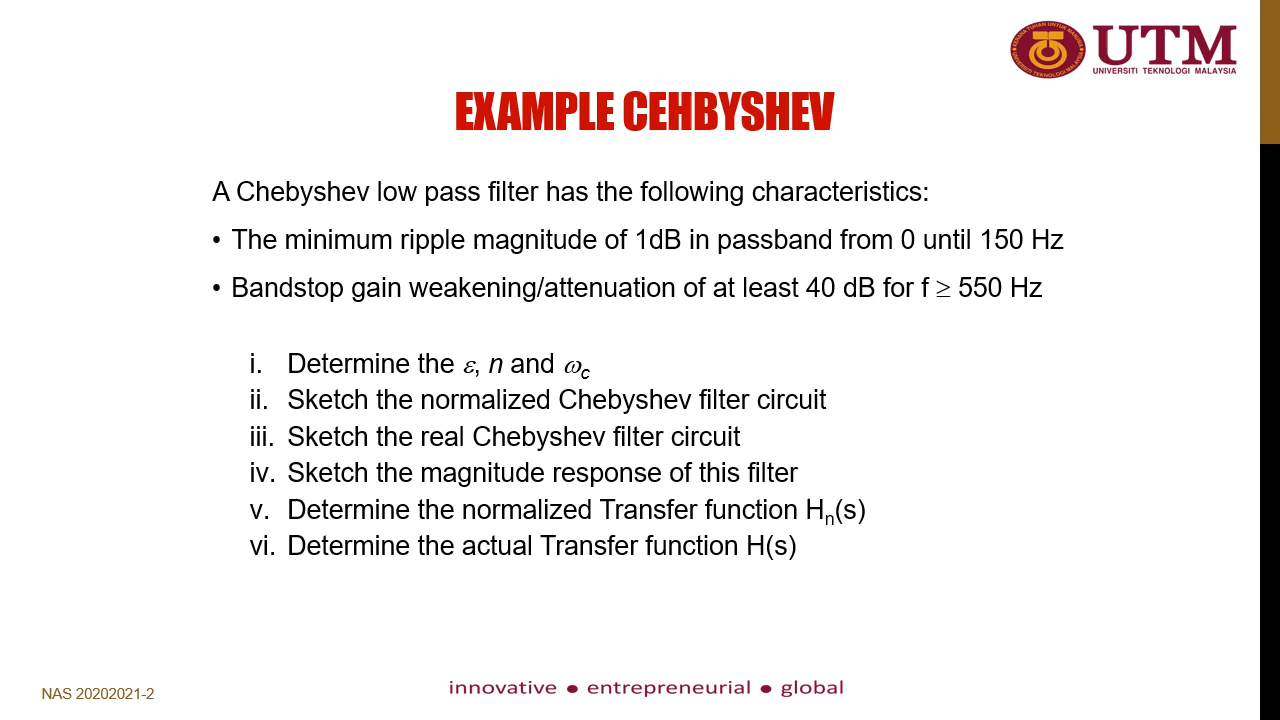 UTM
UNIVERSITI TEKNOLOGI MALAYSIA
EXAMPLE CEHBYSHEV
A Chebyshev low pass filter has the following characteristics:
• The minimum ripple magnitude of 1dB in passband from 0 until 150 Hz
• Bandstop gain weakening/attenuation of at least 40 dB for f ≥ 550 Hz
i. Determine the ε, n and ωc
ii. Sketch the normalized Chebyshev filter circuit
iii. Sketch the real Chebyshev filter circuit
iv. Sketch the magnitude response of this filter
v. Determine the normalized Transfer function Hn(s)
vi. Determine the actual Transfer function H(s)
NAS 20202021-2
innovative ● entrepreneurial ● global